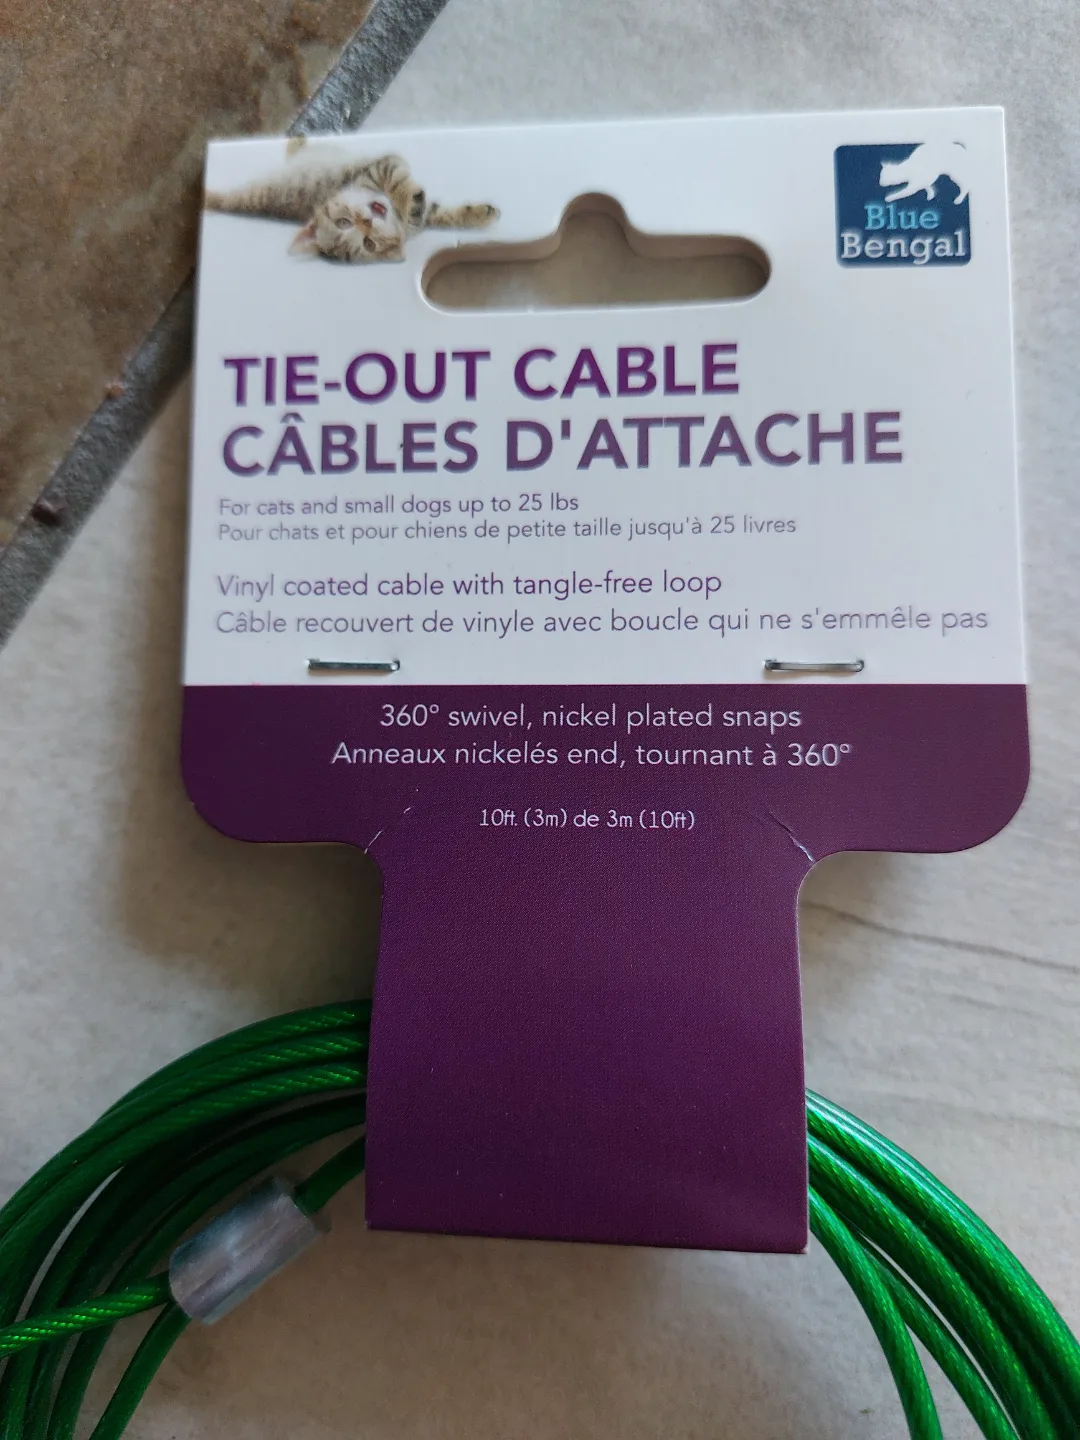 Blue
Bengal
TIE-OUT CABLE
CÂBLES D'ATTACHE
For cats and small dogs up to 25 lbs
Pour chats et pour chiens de petite taille jusqu'à 25 livres
Vinyl coated cable with tangle-free loop
Câble recouvert de vinyle avec boucle qui ne s'emmêle pas
360° swivel, nickel plated snaps
Anneaux nickelés end, tournant à 360°
10ft. (3m) de 3m (10ft)